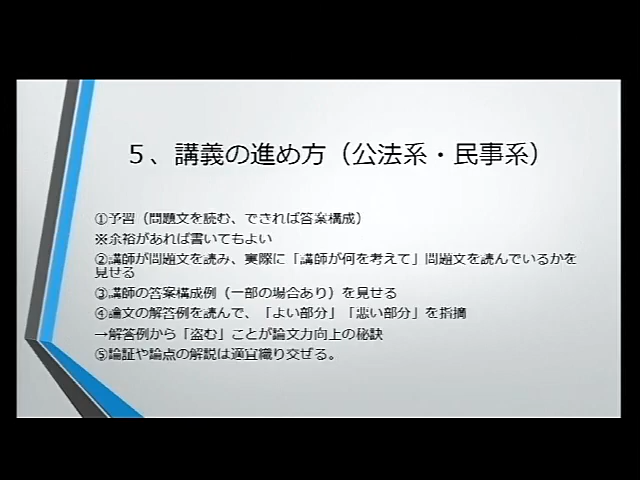 ５、講義の進め方（公法系・民事系）
①予習（問題文を読む、できれば答案構成）
※余裕があれば書いてもよい
②講師が問題文を読み、実際に「講師が何を考えて」問題文を読んでいるかを
見せる
③講師の答案構成例（一部の場合あり）を見せる
④論文の解答例を読んで、「よい部分」「悪い部分」を指摘
→解答例から「盗む」ことが論文力向上の秘訣
⑤論証や論点の解説は適宜織り交ぜる。